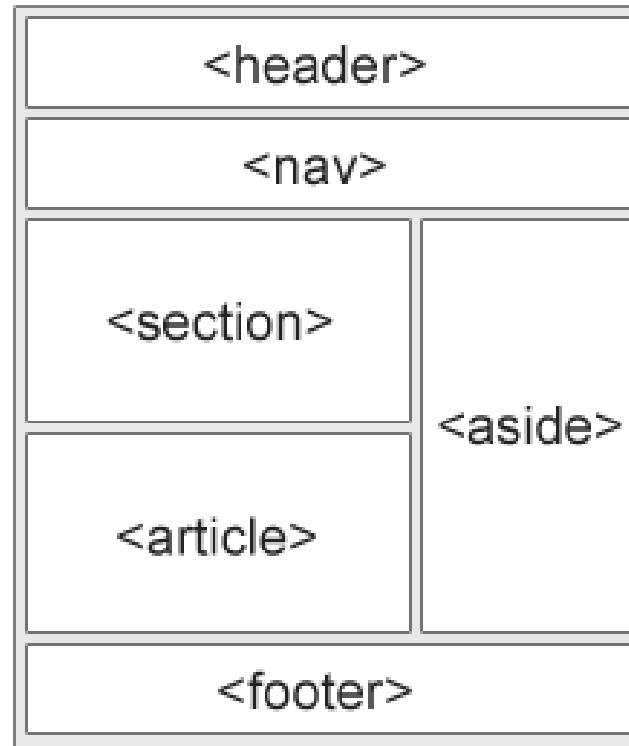 <header>
<nav>
<section>
<aside>
<article>
<footer>